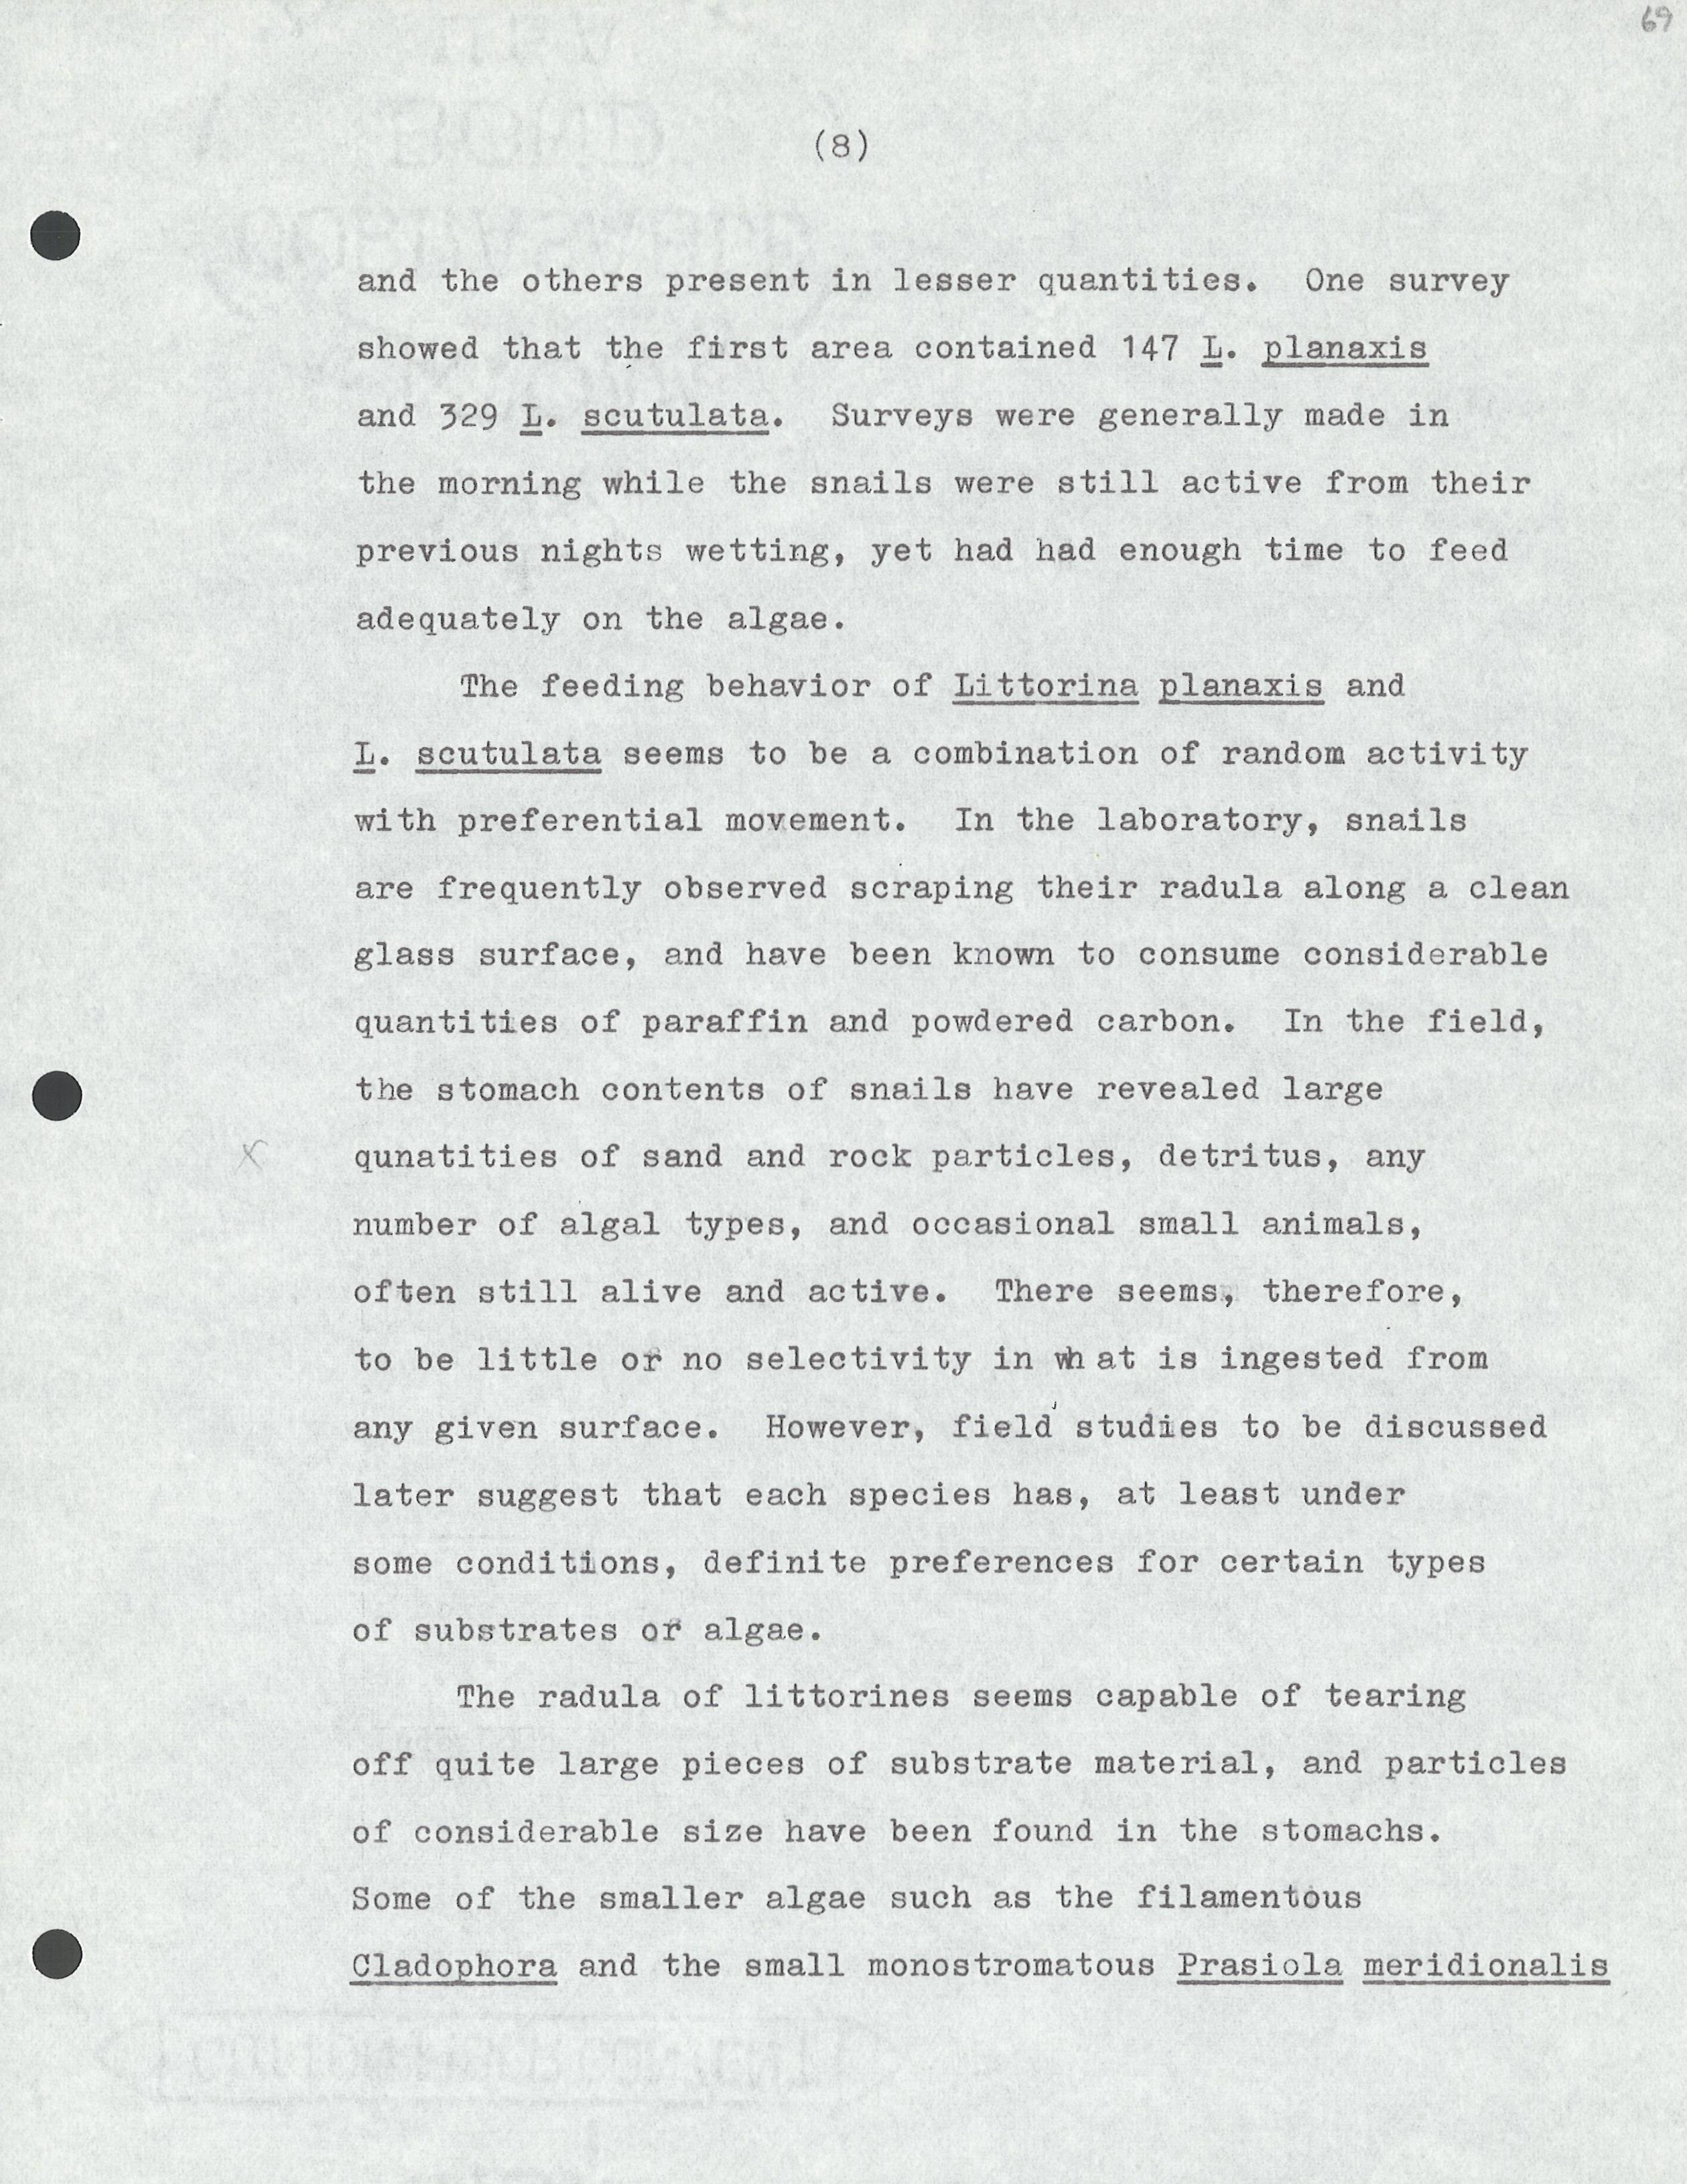 69
(8)
and the others present in lesser quantities. One survey
showed that the first area contained 147 L. planaxis
and 329 L. scutulata. Surveys were generally made in
the morning while the snails were still active from their
previous nights wetting, yet had had enough time to feed
adequately on the algae.
The feeding behavior of Littorina planaxis and
L. scutulata seems to be a combination of random activity
with preferential movement. In the laboratory, snails
are frequently observed scraping their radula along a clean
glass surface, and have been known to consume considerable
quantities of paraffin and powdered carbon. In the field,
the stomach contents of snails have revealed large
x qunatities of sand and rock particles, detritus, any
number of algal types, and occasional small animals,
often still alive and active. There seems, therefore,
to be little or no selectivity in what is ingested from
any given surface. However, field studies to be discussed
later suggest that each species has, at least under
some conditions, definite preferences for certain types
of substrates or algae.
The radula of littorines seems capable of tearing
off quite large pieces of substrate material, and particles
of considerable size have been found in the stomachs.
Some of the smaller algae such as the filamentous
Cladophora and the small monostromatous Prasiola meridionalis